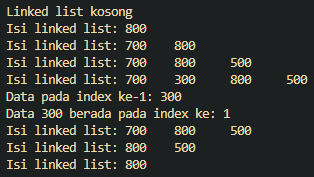 Linked list kosong
Isi linked list: 800
Isi linked list: 700 800
Isi linked list: 700 800 500
Isi linked list: 700 300 800 500
Data pada index ke-1: 300
Data 300 berada pada index ke: 1
Isi linked list: 700 800 500
Isi linked list: 800 500
Isi linked list: 800